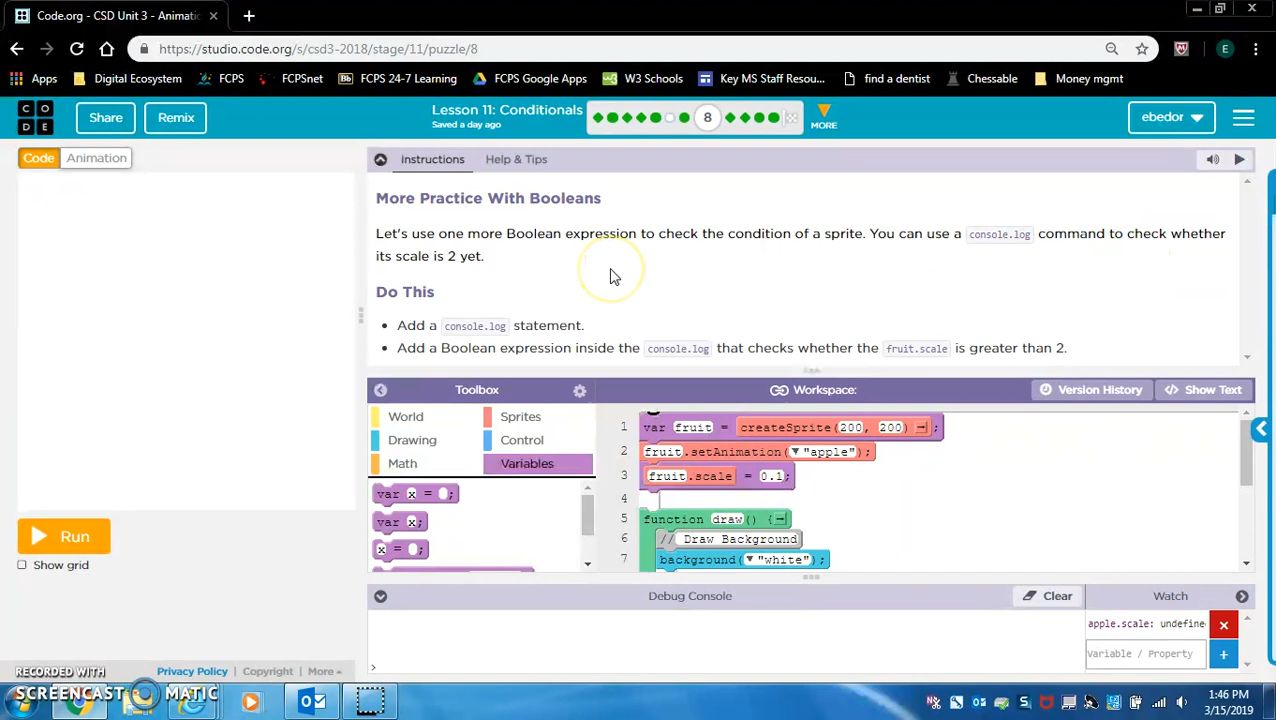 Code.org - CSD Unit 3 - Animatio
https://studio.code.org/s/csd3-2018/stage/11/puzzle/8
E
Apps Digital Ecosystem FCPS FCPSnet Bb FCPS 24-7 Learning FCPS Google Apps W3 Schools Key MS Staff Resou... find a dentist Chessable Money mgmt
C O D E
Share
Remix
Lesson 11: Conditionals
Saved a day ago
8
MORE
ebedor
Code Animation
Instructions Help & Tips
More Practice With Booleans
Let's use one more Boolean expression to check the condition of a sprite. You can use a console.log command to check whether
its scale is 2 yet.
Do This
• Add a console.log statement.
• Add a Boolean expression inside the console.log that checks whether the fruit.scale is greater than 2.
Toolbox
Workspace:
Version History
Show Text
World
Sprites
Drawing
Control
Math
Variables
var x = ;
var x;
x = ;
1 var fruit = createSprite(200, 200) ;
2 fruit.setAnimation( "apple");
3 fruit.scale = 0.1;
4
5 function draw() {
6 // Draw Background
7 background( "white");
Run
Show grid
Debug Console
Clear
Watch
apple.scale: undefine
Variable / Property
>
Privacy Policy | Copyright | More
RECORDED WITH
SCREENCAST MATIC
1:46 PM
3/15/2019